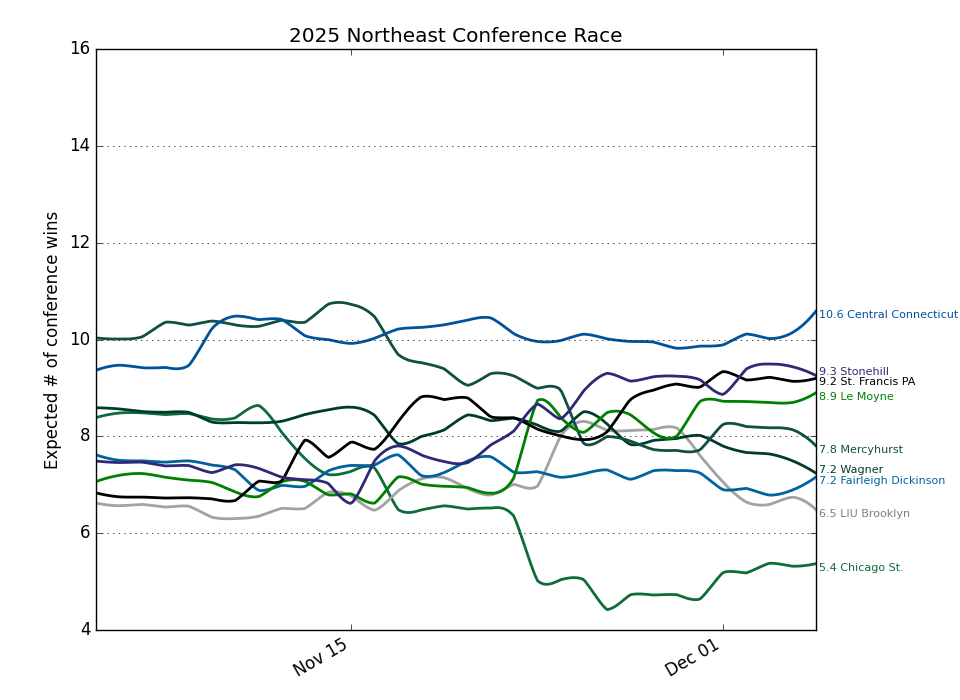 2025 Northeast Conference Race
Expected # of conference wins
16
14
12
10
8
6
4
Nov 15
Dec 01
10.6 Central Connecticut
9.3 Stonehill
9.2 St. Francis PA
8.9 Le Moyne
7.8 Mercyhurst
7.2 Wagner
7.2 Fairleigh Dickinson
6.5 LIU Brooklyn
5.4 Chicago St.